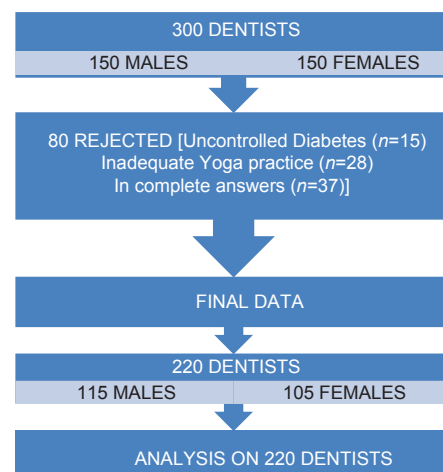 300 DENTISTS
150 MALES 150 FEMALES
80 REJECTED [Uncontrolled Diabetes (n=15)
Inadequate Yoga practice (n=28)
In complete answers (n=37)]
FINAL DATA
220 DENTISTS
115 MALES 105 FEMALES
ANALYSIS ON 220 DENTISTS